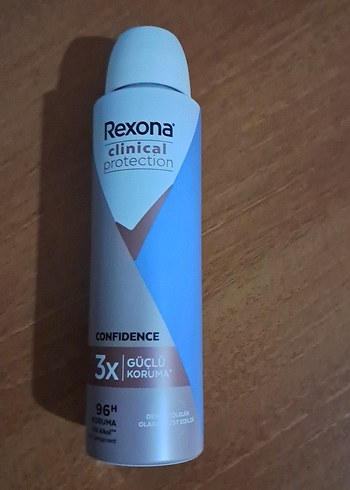 Rexona
clinical
protection
CONFIDENCE
3x GÜÇLÜ
KORUMA*
96H
KORUMA